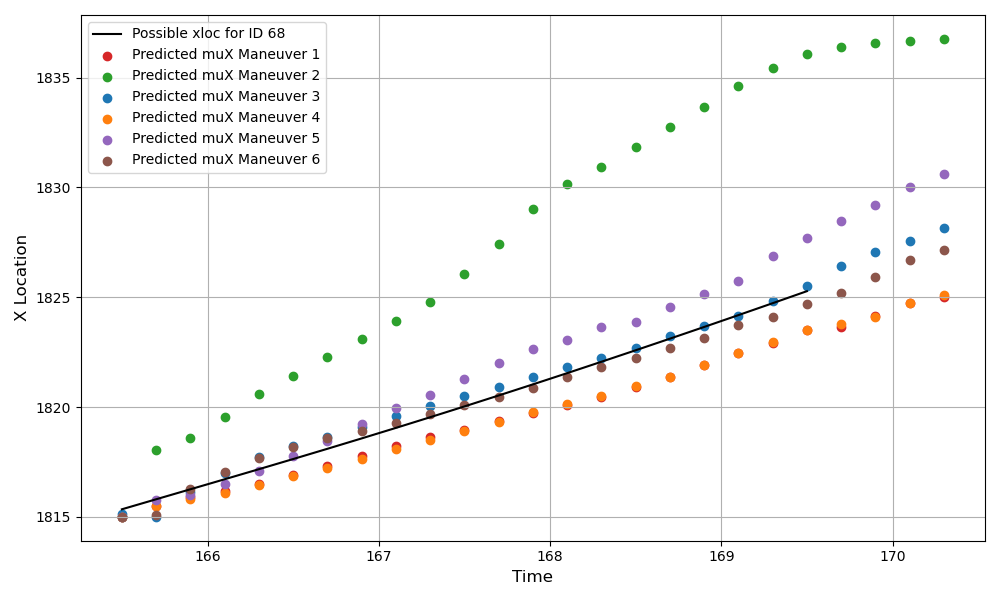 Possible xloc for ID 68
Predicted muX Maneuver 1
Predicted muX Maneuver 2
Predicted muX Maneuver 3
Predicted muX Maneuver 4
Predicted muX Maneuver 5
Predicted muX Maneuver 6
1835
1830
1825
1820
1815
X Location
166 167 168 169 170
Time